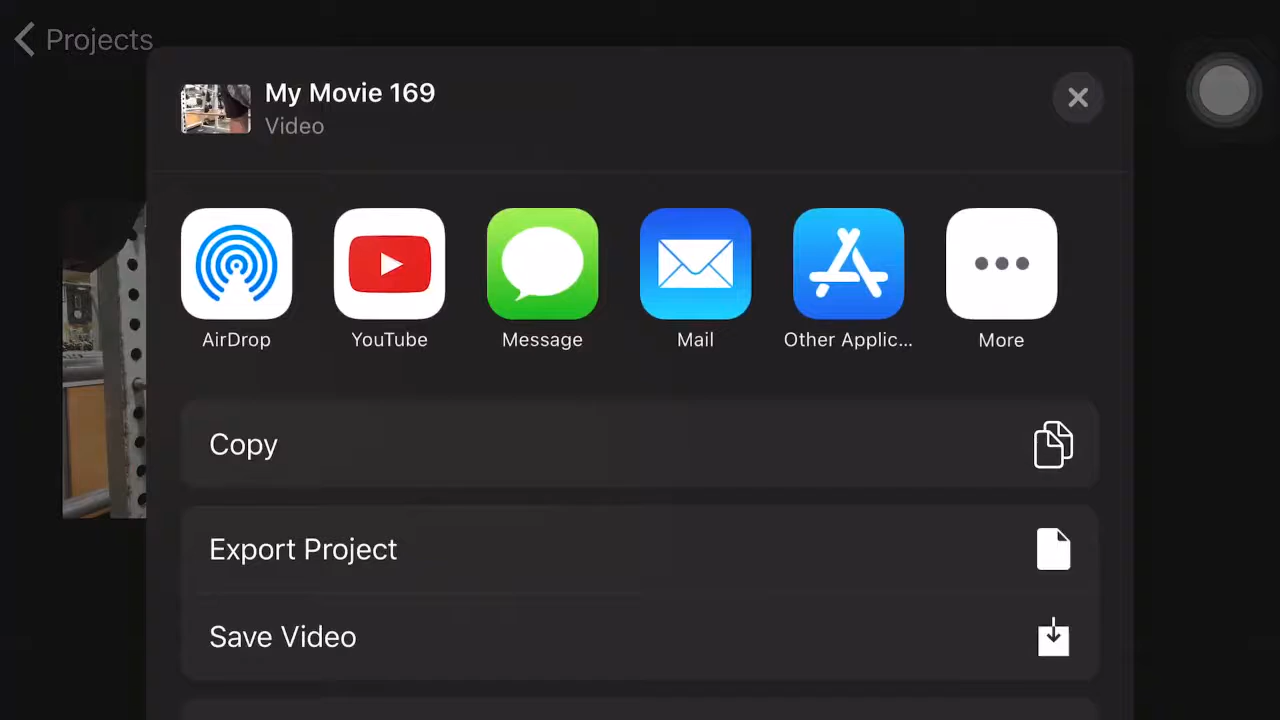 Projects
My Movie 169
Video
AirDrop
YouTube
Message
Mail
Other Applic...
More
Copy
Export Project
Save Video